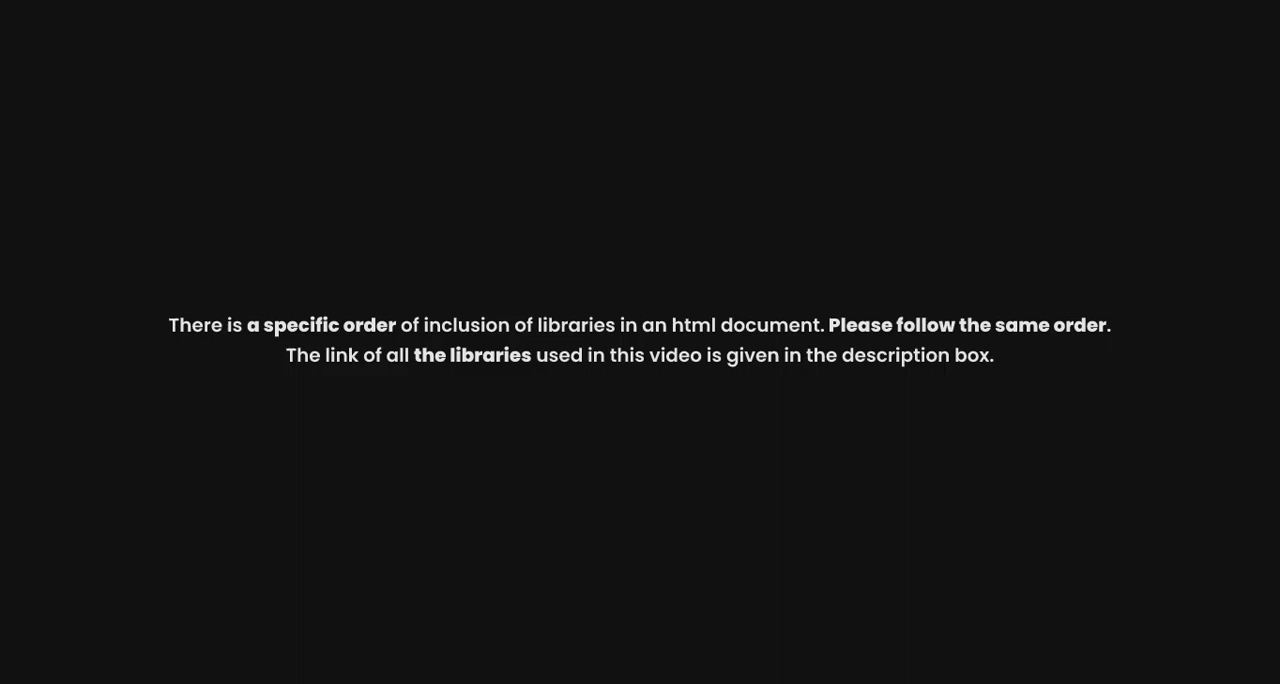 There is a specific order of inclusion of libraries in an html document. Please follow the same order.
The link of all the libraries used in this video is given in the description box.